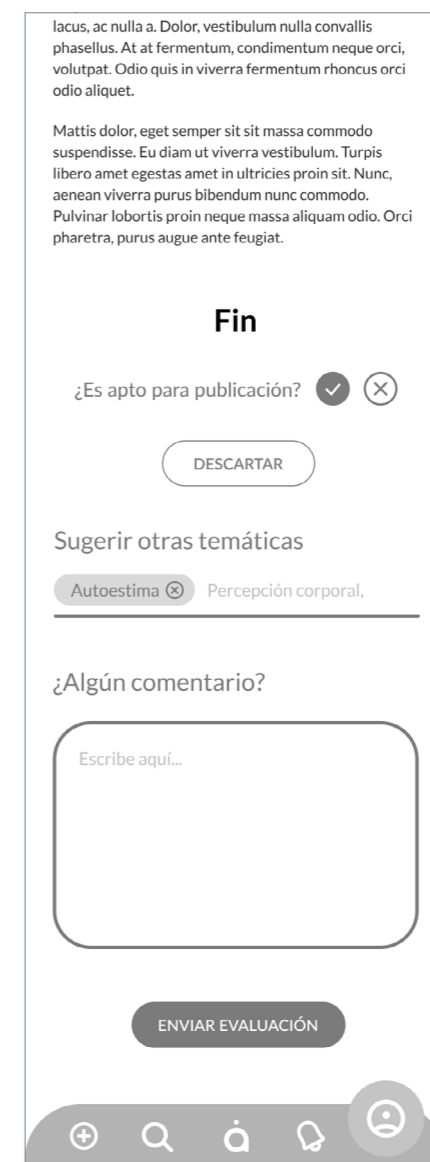 lacus, ac nulla a. Dolor, vestibulum nulla convallis
phasellus. At at fermentum, condimentum neque orci,
volutpat. Odio quis in viverra fermentum rhoncus orci
odio aliquet.
Mattis dolor, eget semper sit sit massa commodo
suspendisse. Eu diam ut viverra vestibulum. Turpis
libero amet egestas amet in ultricies proin sit. Nunc,
aenean viverra purus bibendum nunc commodo.
Pulvinar lobortis proin neque massa aliquam odio. Orci
pharetra, purus augue ante feugiat.
Fin
¿Es apto para publicación?
DESCARTAR
Sugerir otras temáticas
Autoestima Percepción corporal,
¿Algún comentario?
Escribe aquí...
ENVIAR EVALUACIÓN